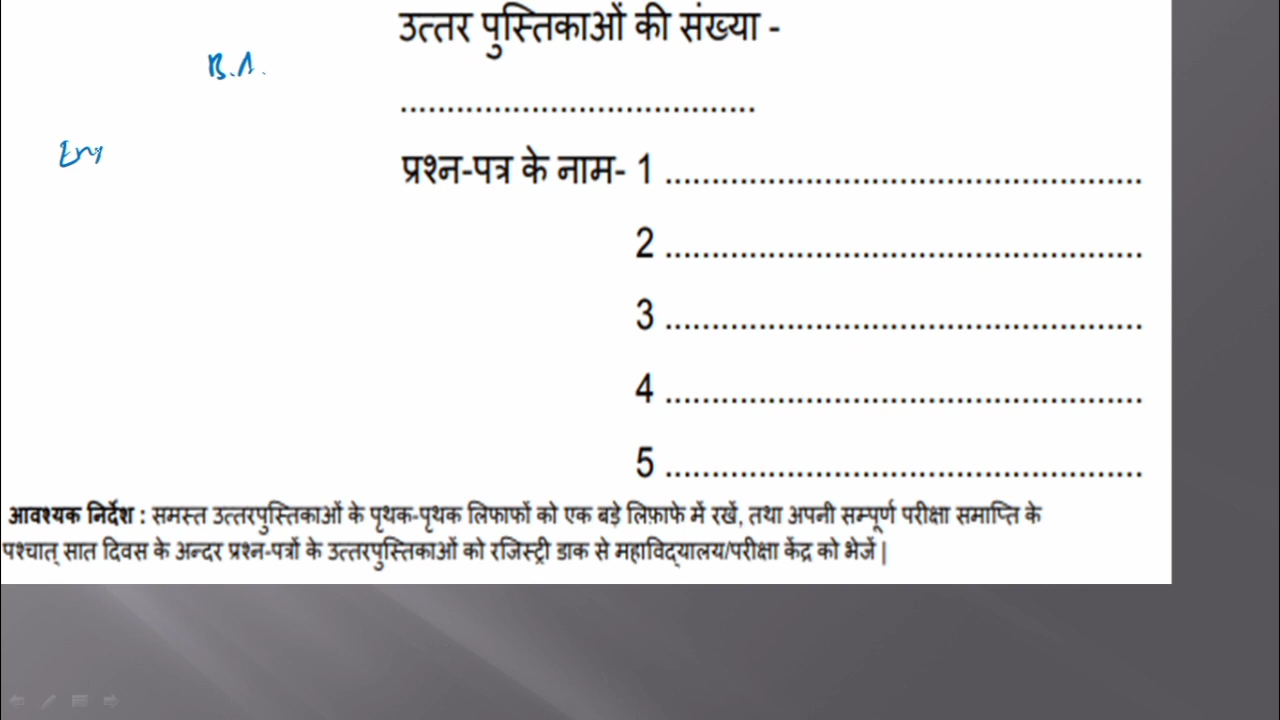 उत्तर पुस्तिकाओं की संख्या -
B.A.
.......................................
प्रश्न-पत्र के नाम- 1 ....................................................
2 ....................................................
3 ....................................................
4 ....................................................
5 ....................................................
आवश्यक निर्देश : समस्त उत्तरपुस्तिकाओं के पृथक-पृथक लिफाफों को एक बड़े लिफ़ाफे में रखें, तथा अपनी सम्पूर्ण परीक्षा समाप्ति के
पश्चात् सात दिवस के अन्दर प्रश्न-पत्रों के उत्तरपुस्तिकाओं को रजिस्ट्री डाक से महाविद्यालय/परीक्षा केंद्र को भेजें |